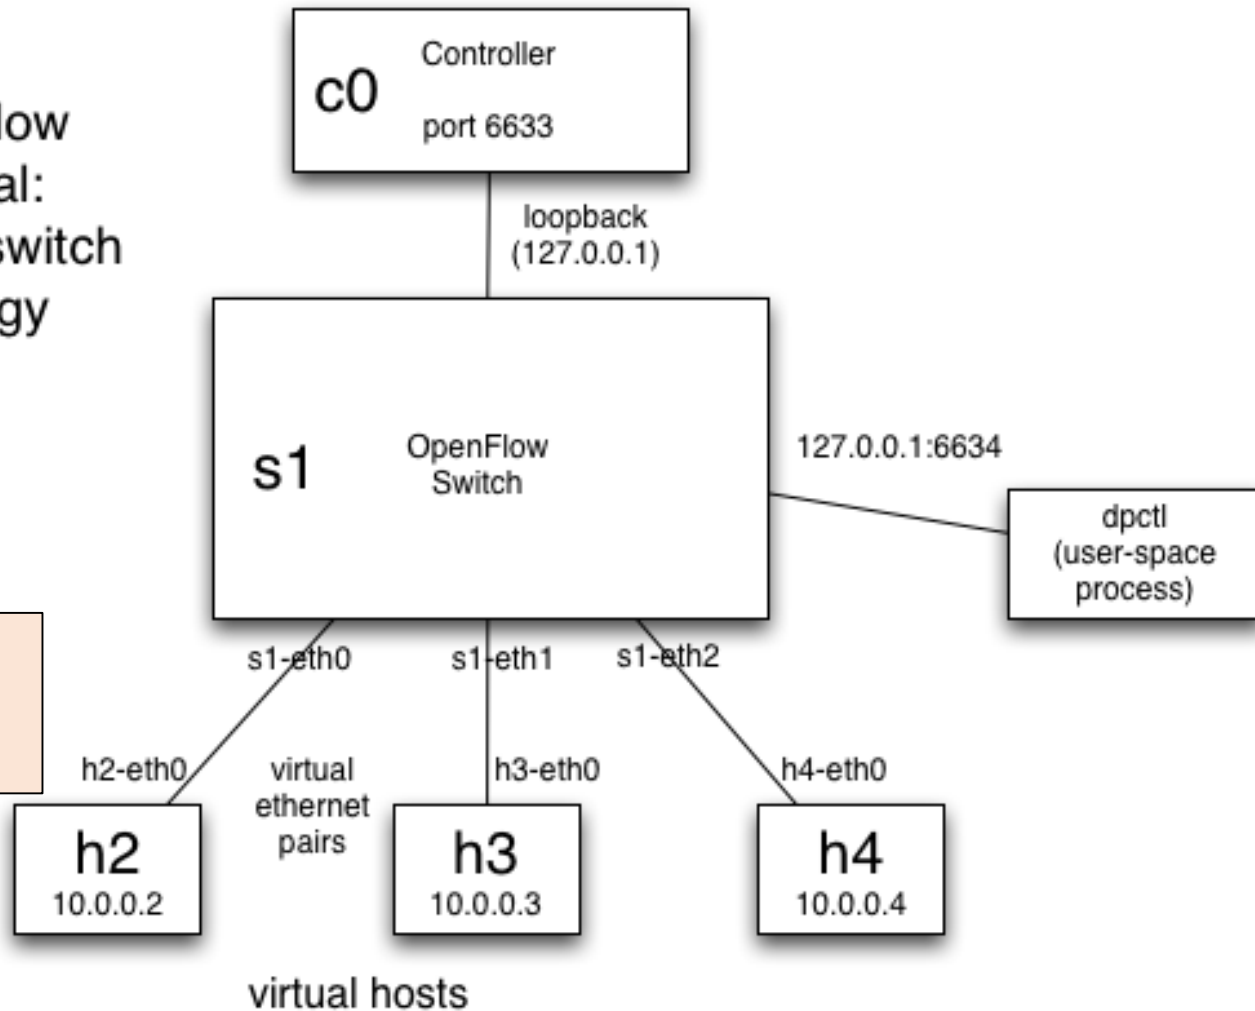 c0
Controller
port 6633
low
al:
switch
gy
loopback
(127.0.0.1)
s1
OpenFlow
Switch
127.0.0.1:6634
dpctl
(user-space
process)
s1-eth0
s1-eth1
s1-eth2
h2-eth0
virtual
ethernet
pairs
h3-eth0
h4-eth0
h2
10.0.0.2
h3
10.0.0.3
h4
10.0.0.4
virtual hosts